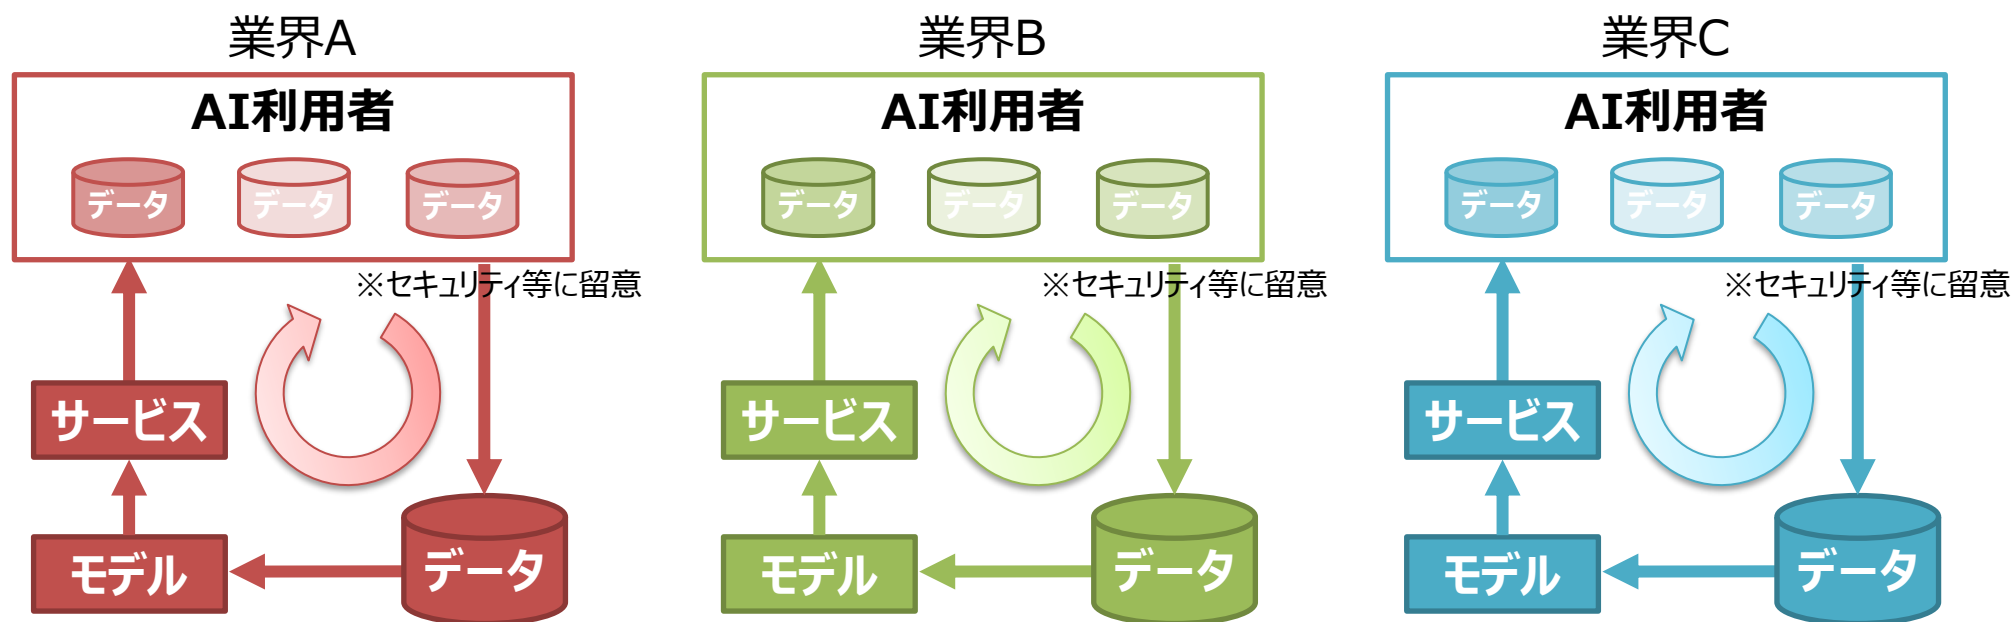 業界A
AI利用者
データ
データ
データ
※セキュリティ等に留意
サービス
モデル
データ
業界B
AI利用者
データ
データ
データ
※セキュリティ等に留意
サービス
モデル
データ
業界C
AI利用者
データ
データ
データ
※セキュリティ等に留意
サービス
モデル
データ